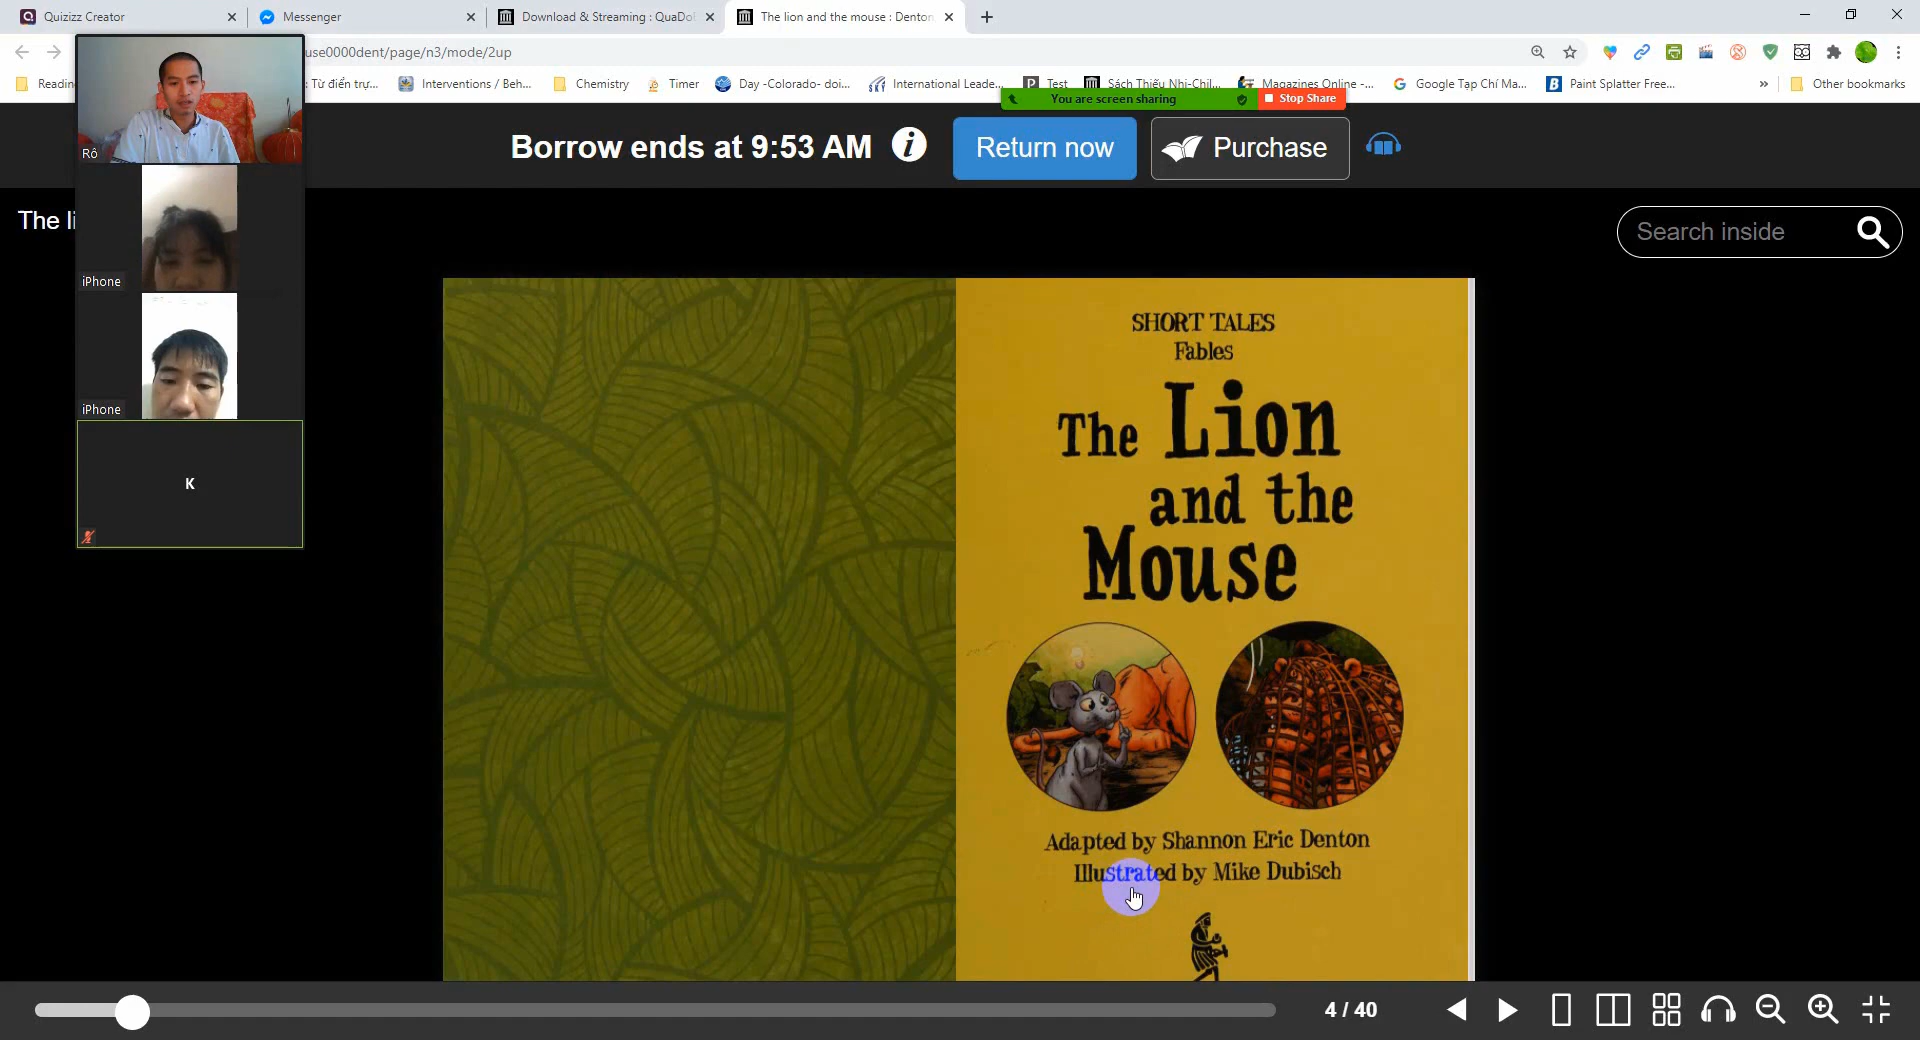 Quizizz Creator
Messenger
Download & Streaming : QuaDo
The lion and the mouse : Denton,
use0000dent/page/n3/mode/2up
Readin
: Từ điển trự...
Interventions / Beh...
Chemistry
Timer
Day -Colorado- doi...
International Leade...
Test
Sách Thiếu Nhi-Chil...
Magazines Online -...
Google Tạp Chí Ma...
Paint Splatter Free...
»
Other bookmarks
You are screen sharing
Stop Share
Borrow ends at 9:53 AM
Return now
Purchase
Rô
iPhone
iPhone
K
The li
Search inside
SHORT TALES
Fables
The Lion
and the
Mouse
Adapted by Shannon Eric Denton
Illustrated by Mike Dubisch
4 / 40